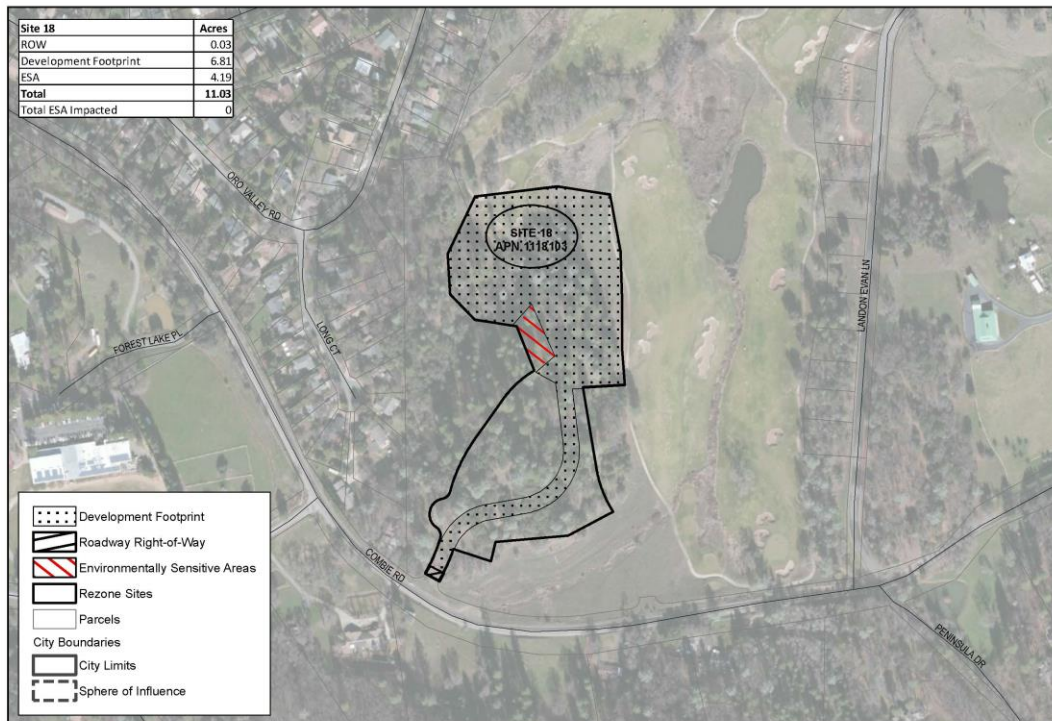 Site 18 Acres
ROW 0.03
Development Footprint 6.81
ESA 4.19
Total 11.03
Total ESA Impacted 0
ORO VALLEY RD
SITE-18
APN 1118103
LANDON EVAN LN
FOREST LAKE PL
LONG CT
COMBIE RD
PENINSULA DR
Development Footprint
Roadway Right-of-Way
Environmentally Sensitive Areas
Rezone Sites
Parcels
City Boundaries
City Limits
Sphere of Influence